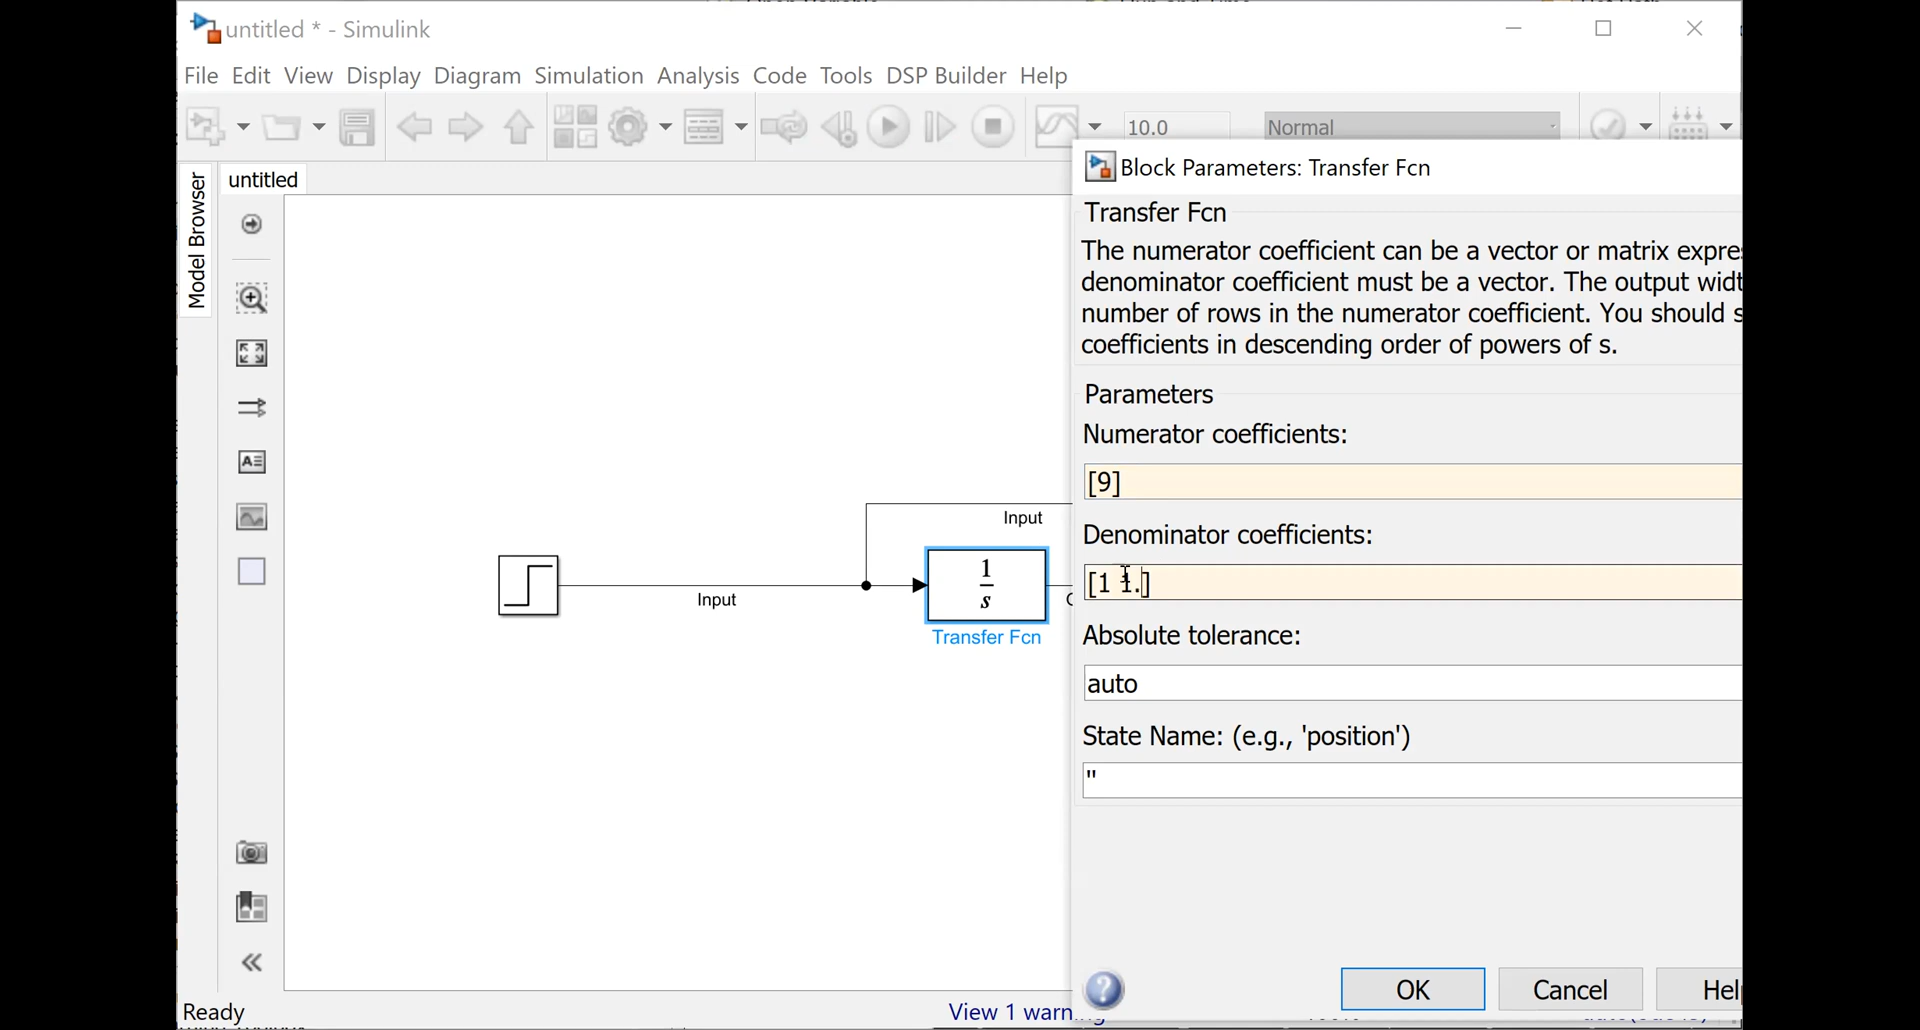 untitled * - Simulink
File Edit View Display Diagram Simulation Analysis Code Tools DSP Builder Help
10.0
Normal
Model Browser
untitled
Block Parameters: Transfer Fcn
Transfer Fcn
The numerator coefficient can be a vector or matrix expre
denominator coefficient must be a vector. The output widt
number of rows in the numerator coefficient. You should s
coefficients in descending order of powers of s.
Parameters
Numerator coefficients:
[9]
Denominator coefficients:
[1 1.]
Absolute tolerance:
auto
State Name: (e.g., 'position')
''
Input
Input
1
s
Transfer Fcn
OK
Cancel
Hel
Ready
View 1 warn